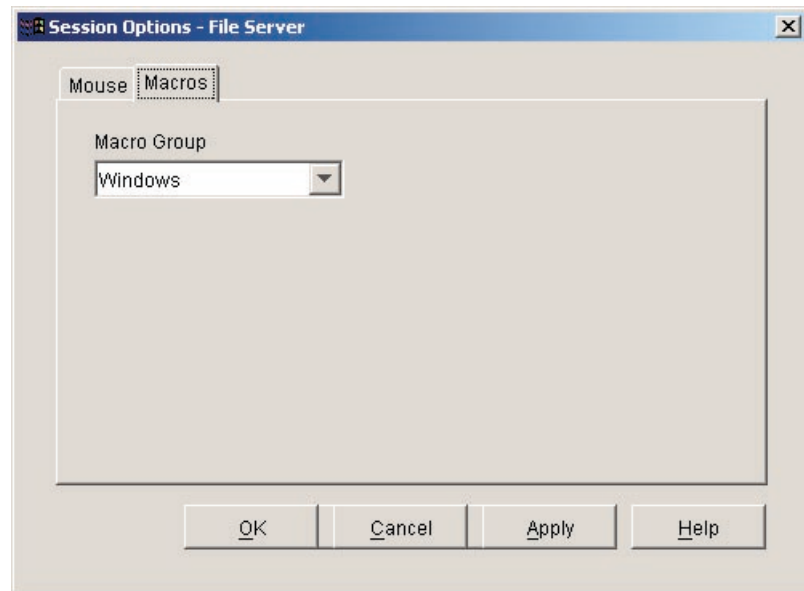 Session Options - File Server
Mouse Macros
Macro Group
Windows
OK Cancel Apply Help